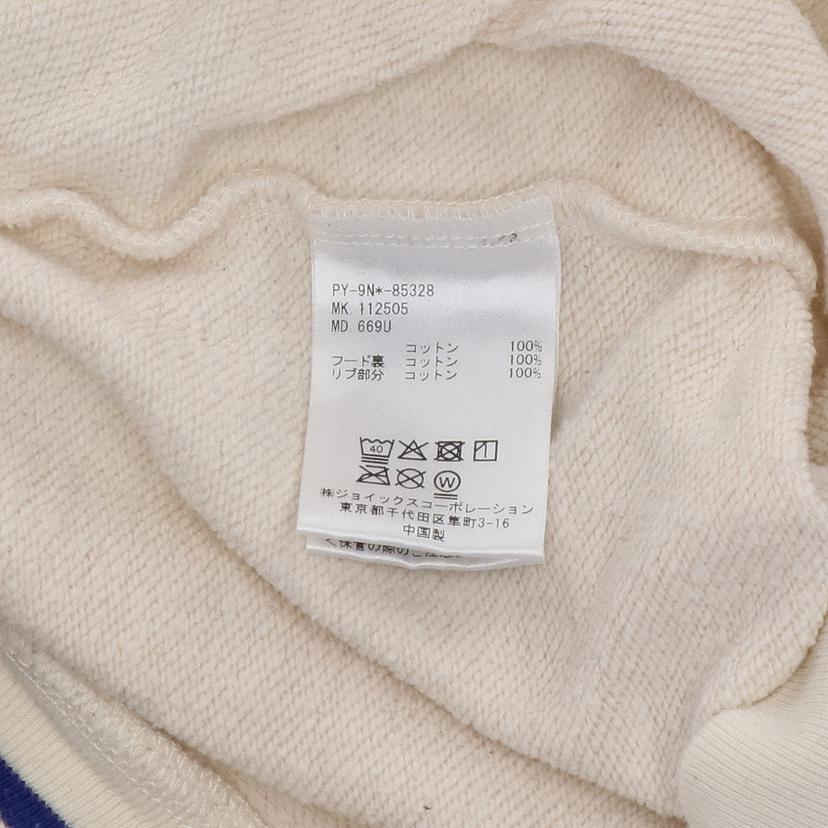 PY-9N*-85328
MK. 112505
MD. 669U
コットン 100%
フード裏 コットン 100%
リブ部分 コットン 100%
40
W
㈱ジョイックスコーポレーション
東京都千代田区隼町3-16
中国製